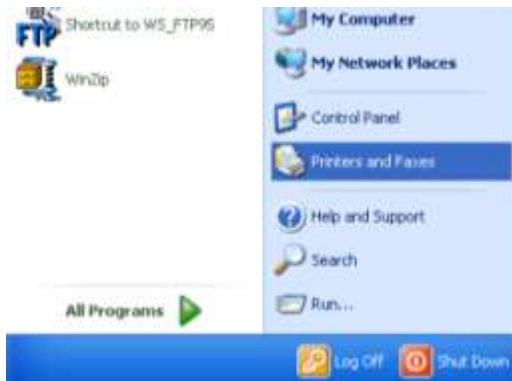 FTP
Shortcut to WS_FTP95
WinZip
All Programs
My Computer
My Network Places
Control Panel
Printers and Faxes
Help and Support
Search
Run...
Log Off
Shut Down